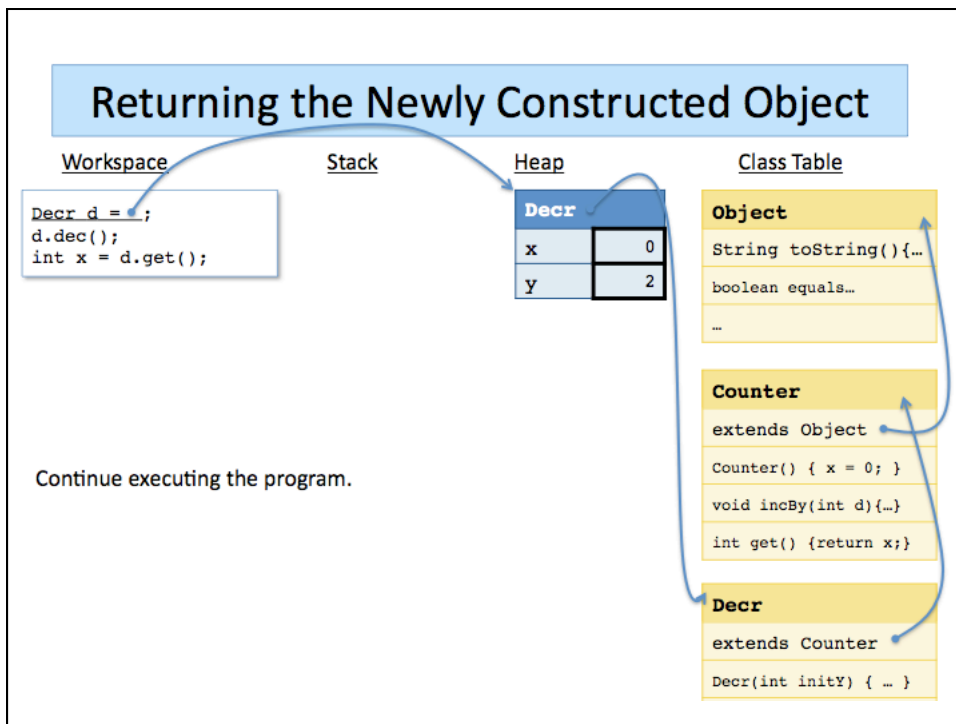 Returning the Newly Constructed Object
Workspace
Stack
Heap
Class Table
Decr d = ;
d.dec();
int x = d.get();
Decr
x 0
y 2
Object
String toString(){…
boolean equals…
…
Counter
extends Object
Counter() { x = 0; }
void incBy(int d){…}
int get() {return x;}
Decr
extends Counter
Decr(int initY) { … }
Continue executing the program.